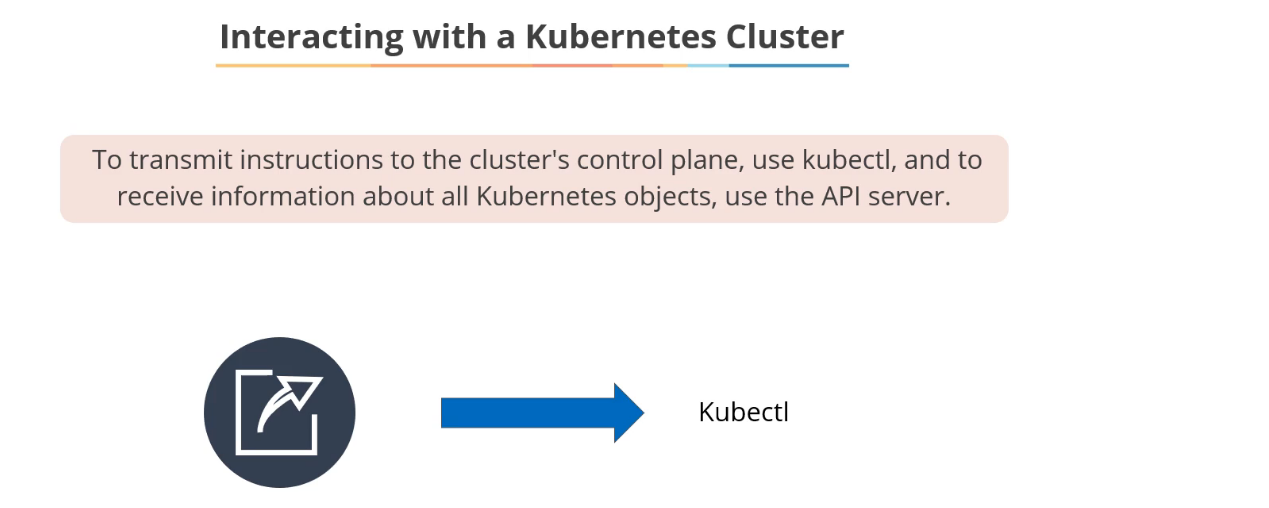 Interacting with a Kubernetes Cluster
To transmit instructions to the cluster's control plane, use kubectl, and to
receive information about all Kubernetes objects, use the API server.
Kubectl